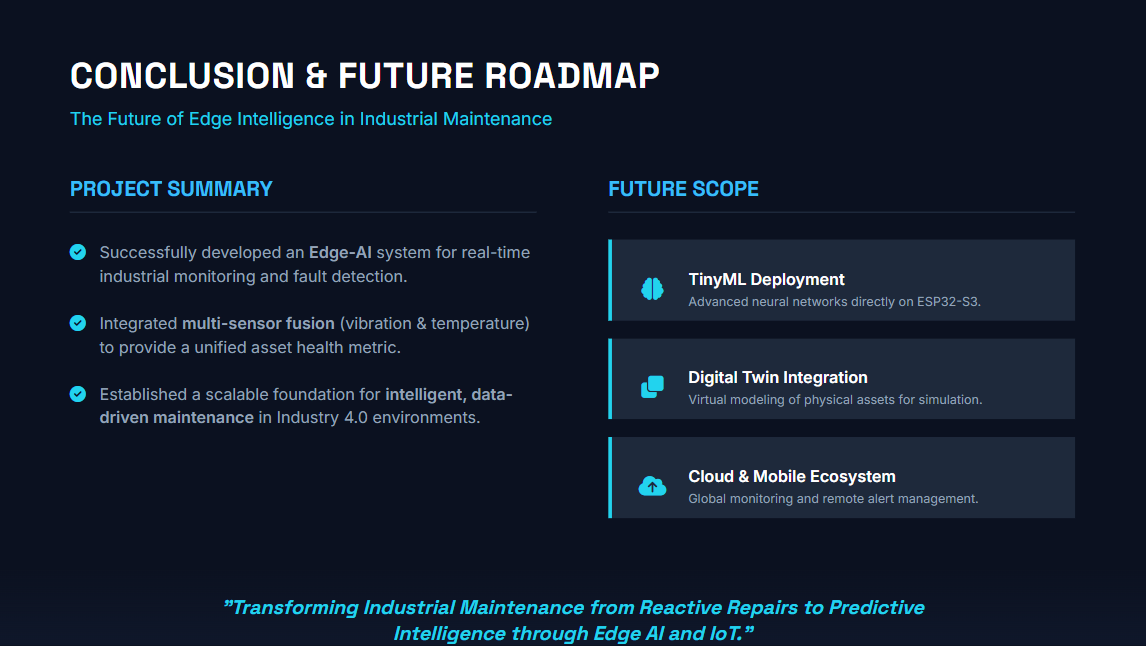 CONCLUSION & FUTURE ROADMAP
The Future of Edge Intelligence in Industrial Maintenance
PROJECT SUMMARY
Successfully developed an Edge-AI system for real-time
industrial monitoring and fault detection.
Integrated multi-sensor fusion (vibration & temperature)
to provide a unified asset health metric.
Established a scalable foundation for intelligent, data-
driven maintenance in Industry 4.0 environments.
FUTURE SCOPE
TinyML Deployment
Advanced neural networks directly on ESP32-S3.
Digital Twin Integration
Virtual modeling of physical assets for simulation.
Cloud & Mobile Ecosystem
Global monitoring and remote alert management.
”Transforming Industrial Maintenance from Reactive Repairs to Predictive
Intelligence through Edge AI and IoT.”